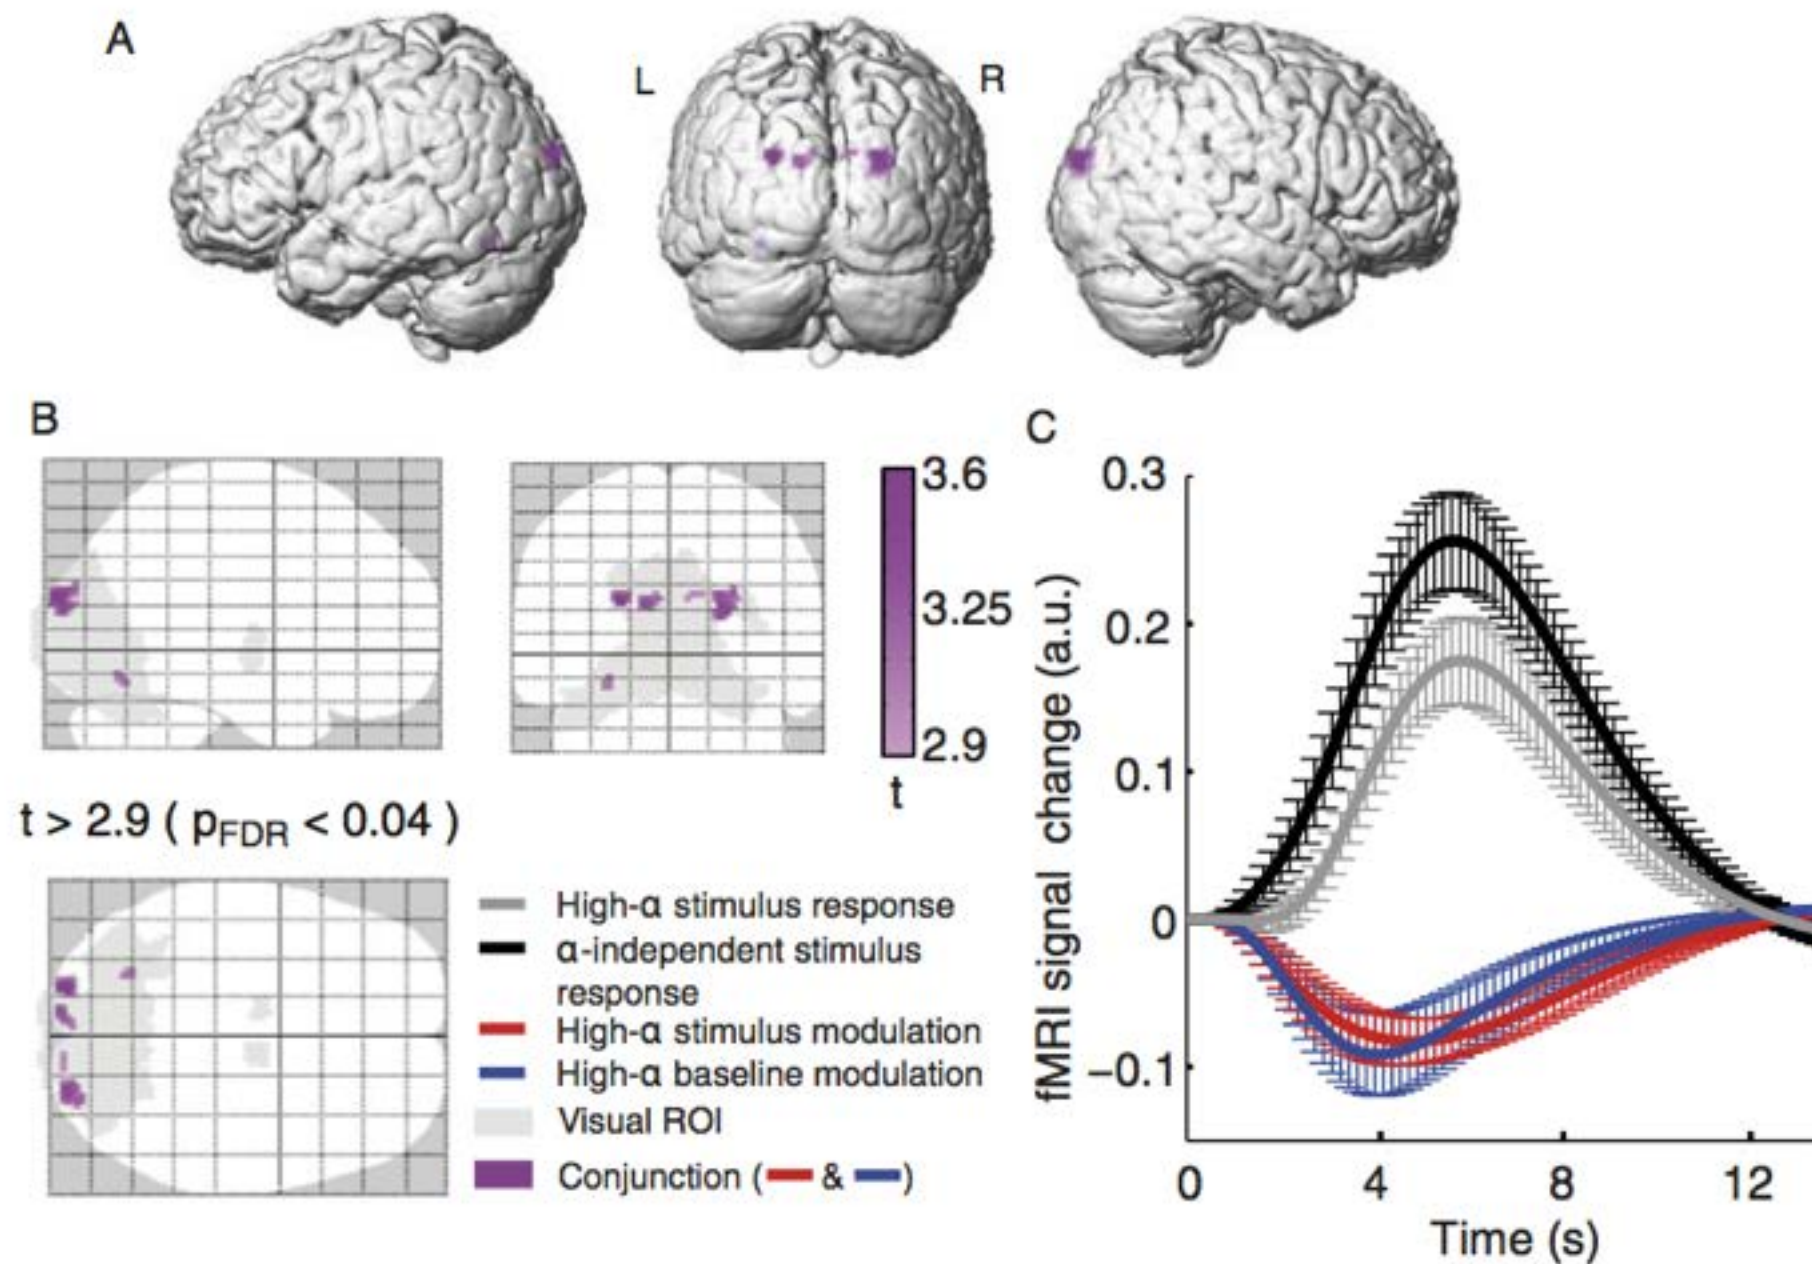 A
L
R
B
3.6
3.25
2.9
t
t > 2.9 ( pFDR < 0.04 )
High-α stimulus response
α-independent stimulus
response
High-α stimulus modulation
High-α baseline modulation
Visual ROI
Conjunction ( & )
C
fMRI signal change (a.u.)
0.3
0.2
0.1
0
−0.1
0
4
8
12
Time (s)